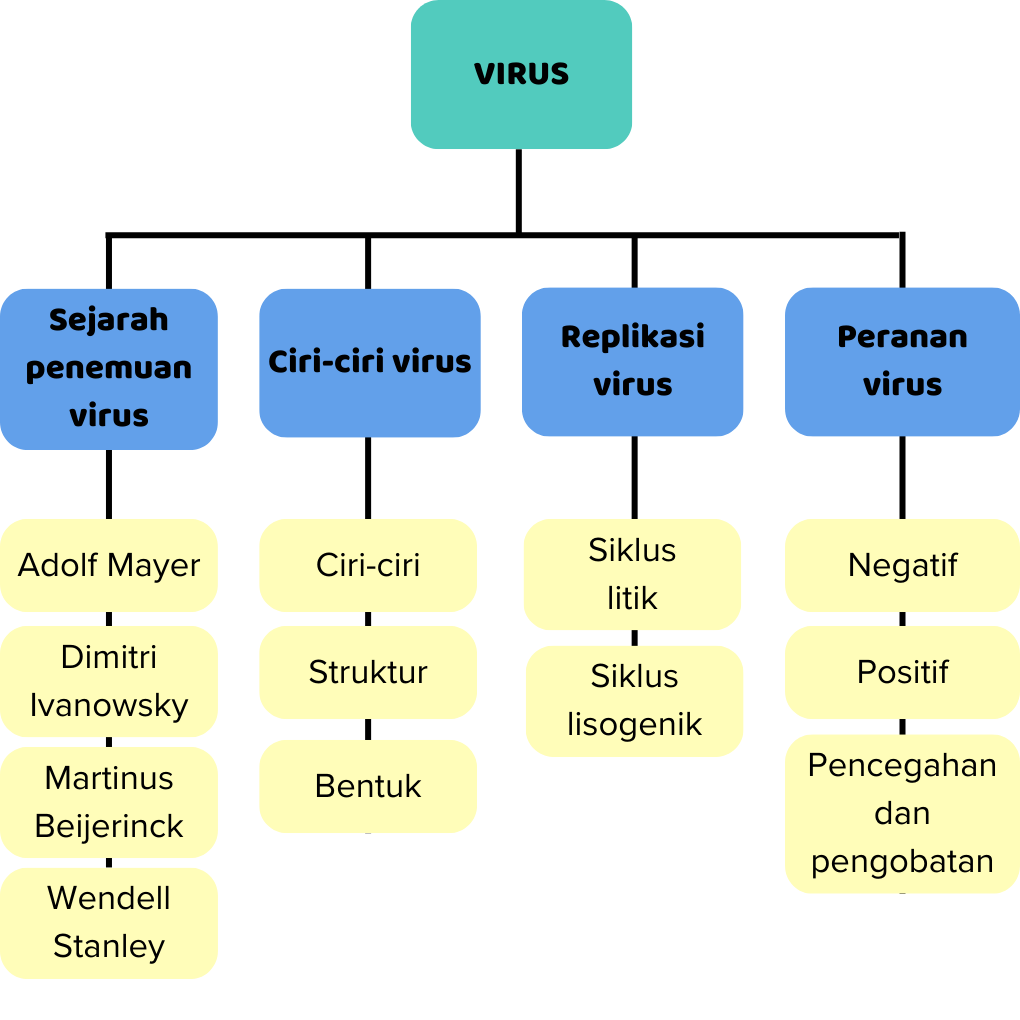 VIRUS
Sejarah
penemuan
virus
Ciri-ciri virus
Replikasi
virus
Peranan
virus
Adolf Mayer
Dimitri
Ivanowsky
Martinus
Beijerinck
Wendell
Stanley
Ciri-ciri
Struktur
Bentuk
Siklus
litik
Siklus
lisogenik
Negatif
Positif
Pencegahan
dan
pengobatan